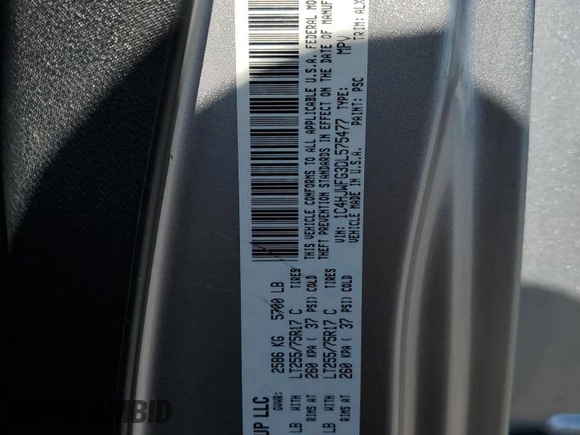 UP LLC
GVWR: 2586 KG 5700 LB
LB WITH LT255/75R17 C TIRES
RIMS AT 260 KPA ( 37 PSI) COLD
LB WITH LT255/75R17 C TIRES
RIMS AT 260 KPA ( 37 PSI) COLD
THIS VEHICLE CONFORMS TO ALL APPLICABLE U.S.A. FEDERAL MO
THEFT PREVENTION STANDARDS IN EFFECT ON THE DATE OF MANUF
VIN: 1C4HJWFG3DL575477 TYPE: MPV
VEHICLE MADE IN U.S.A. PAINT: PSC TRIM: ALX